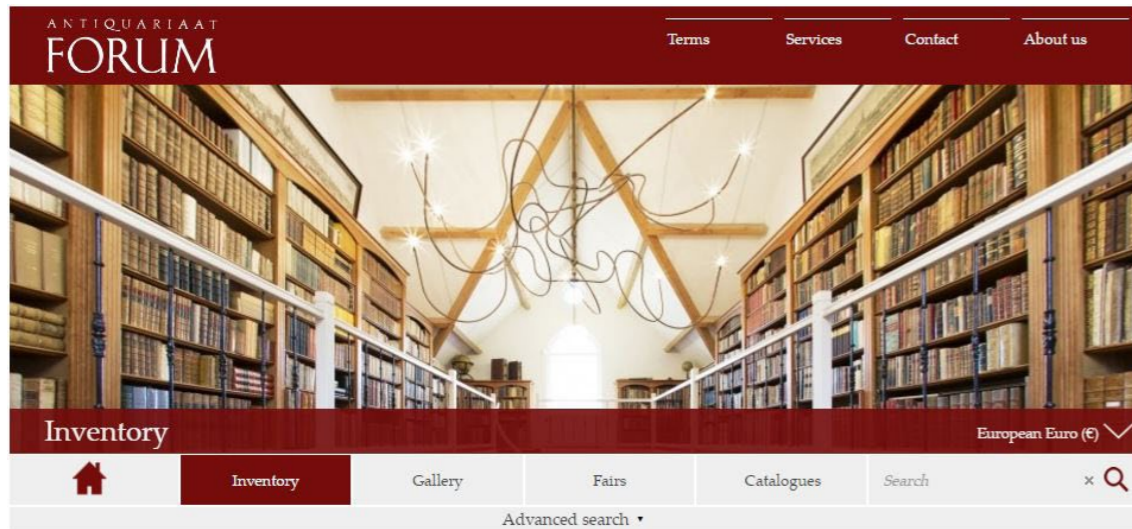 ANTIQUARIAAT
FORUM
Terms Services Contact About us
Inventory
European Euro (€)
Inventory Gallery Fairs Catalogues Search ×
Advanced search ▾